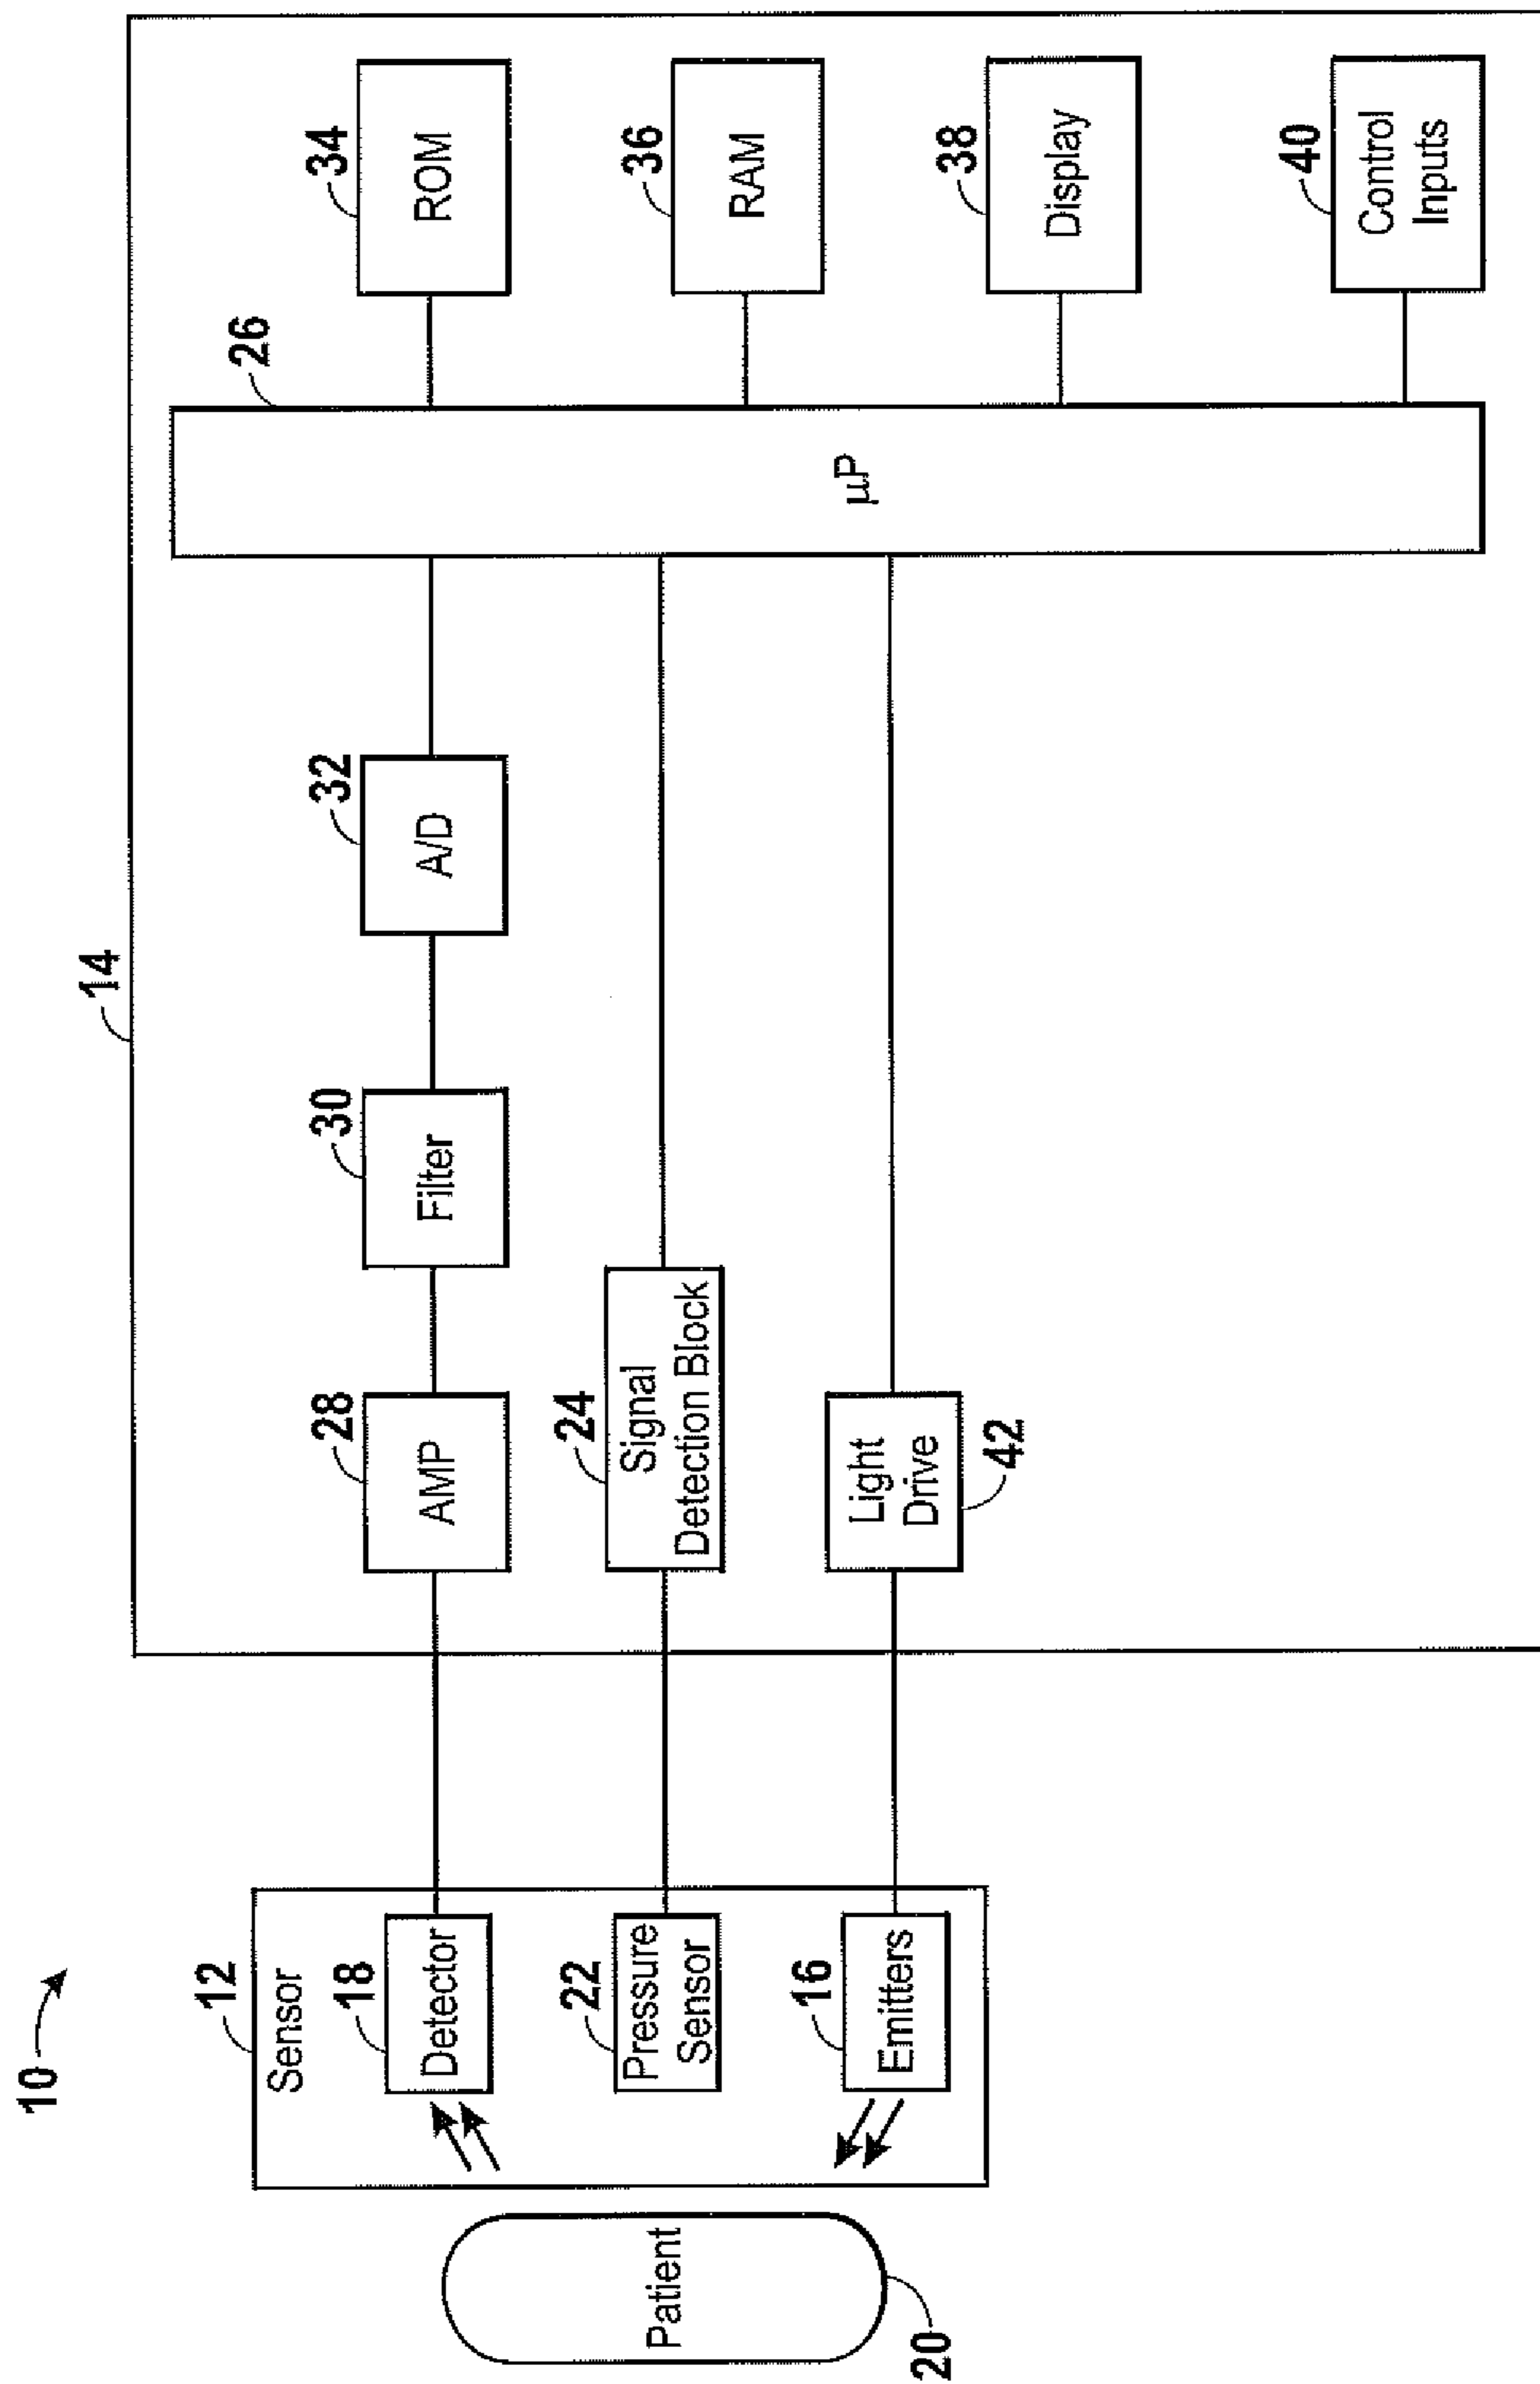 10
14
12
Sensor
18
Detector
22
Pressure
Sensor
16
Emitters
Patient
20
28
AMP
30
Filter
32
A/D
24
Signal
Detection Block
Light
Drive
42
26
µP
34
ROM
36
RAM
38
Display
40
Control
Inputs